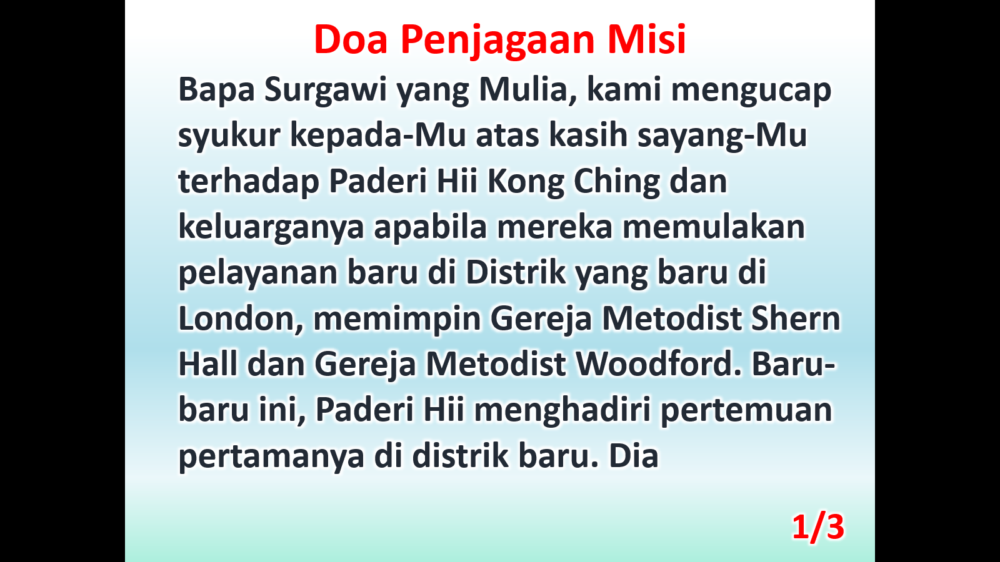 Doa Penjagaan Misi
Bapa Surgawi yang Mulia, kami mengucap
syukur kepada-Mu atas kasih sayang-Mu
terhadap Paderi Hii Kong Ching dan
keluarganya apabila mereka memulakan
pelayanan baru di Distrik yang baru di
London, memimpin Gereja Metodist Shern
Hall dan Gereja Metodist Woodford. Baru-
baru ini, Paderi Hii menghadiri pertemuan
pertamanya di distrik baru. Dia
1/3